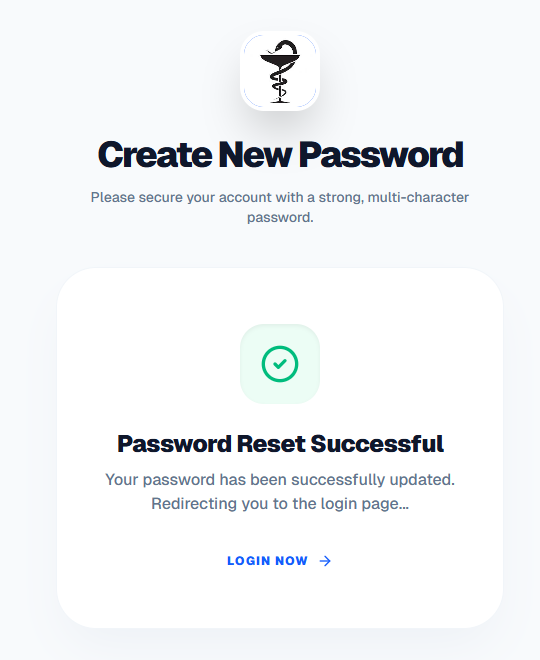 Create New Password
Please secure your account with a strong, multi-character
password.
Password Reset Successful
Your password has been successfully updated.
Redirecting you to the login page...
LOGIN NOW →